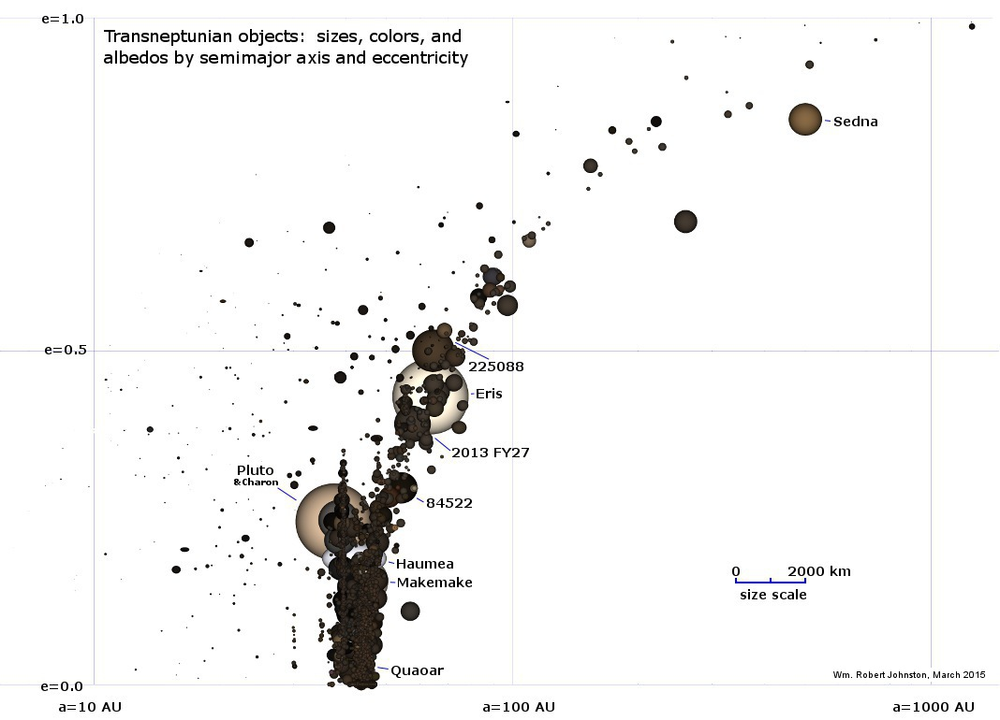 e=1.0
Transneptunian objects:  sizes, colors, and
albedos by semimajor axis and eccentricity
Sedna
e=0.5
225088
Eris
2013 FY27
Pluto
&Charon
84522
Haumea
Makemake
0 2000 km
size scale
Quaoar
Wm. Robert Johnston, March 2015
e=0.0
a=10 AU a=100 AU a=1000 AU